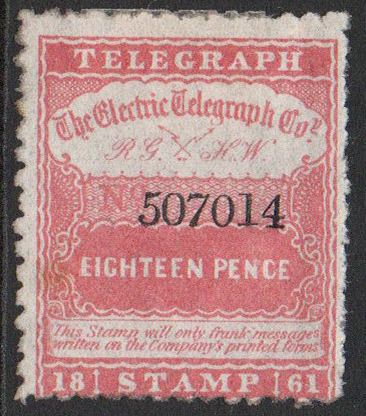 TELEGRAPH
The Electric Telegraph Coy
R.G. & H.W.
No 507014
EIGHTEEN PENCE
This Stamp will only frank messages
written on the Company's printed forms
18 STAMP 61